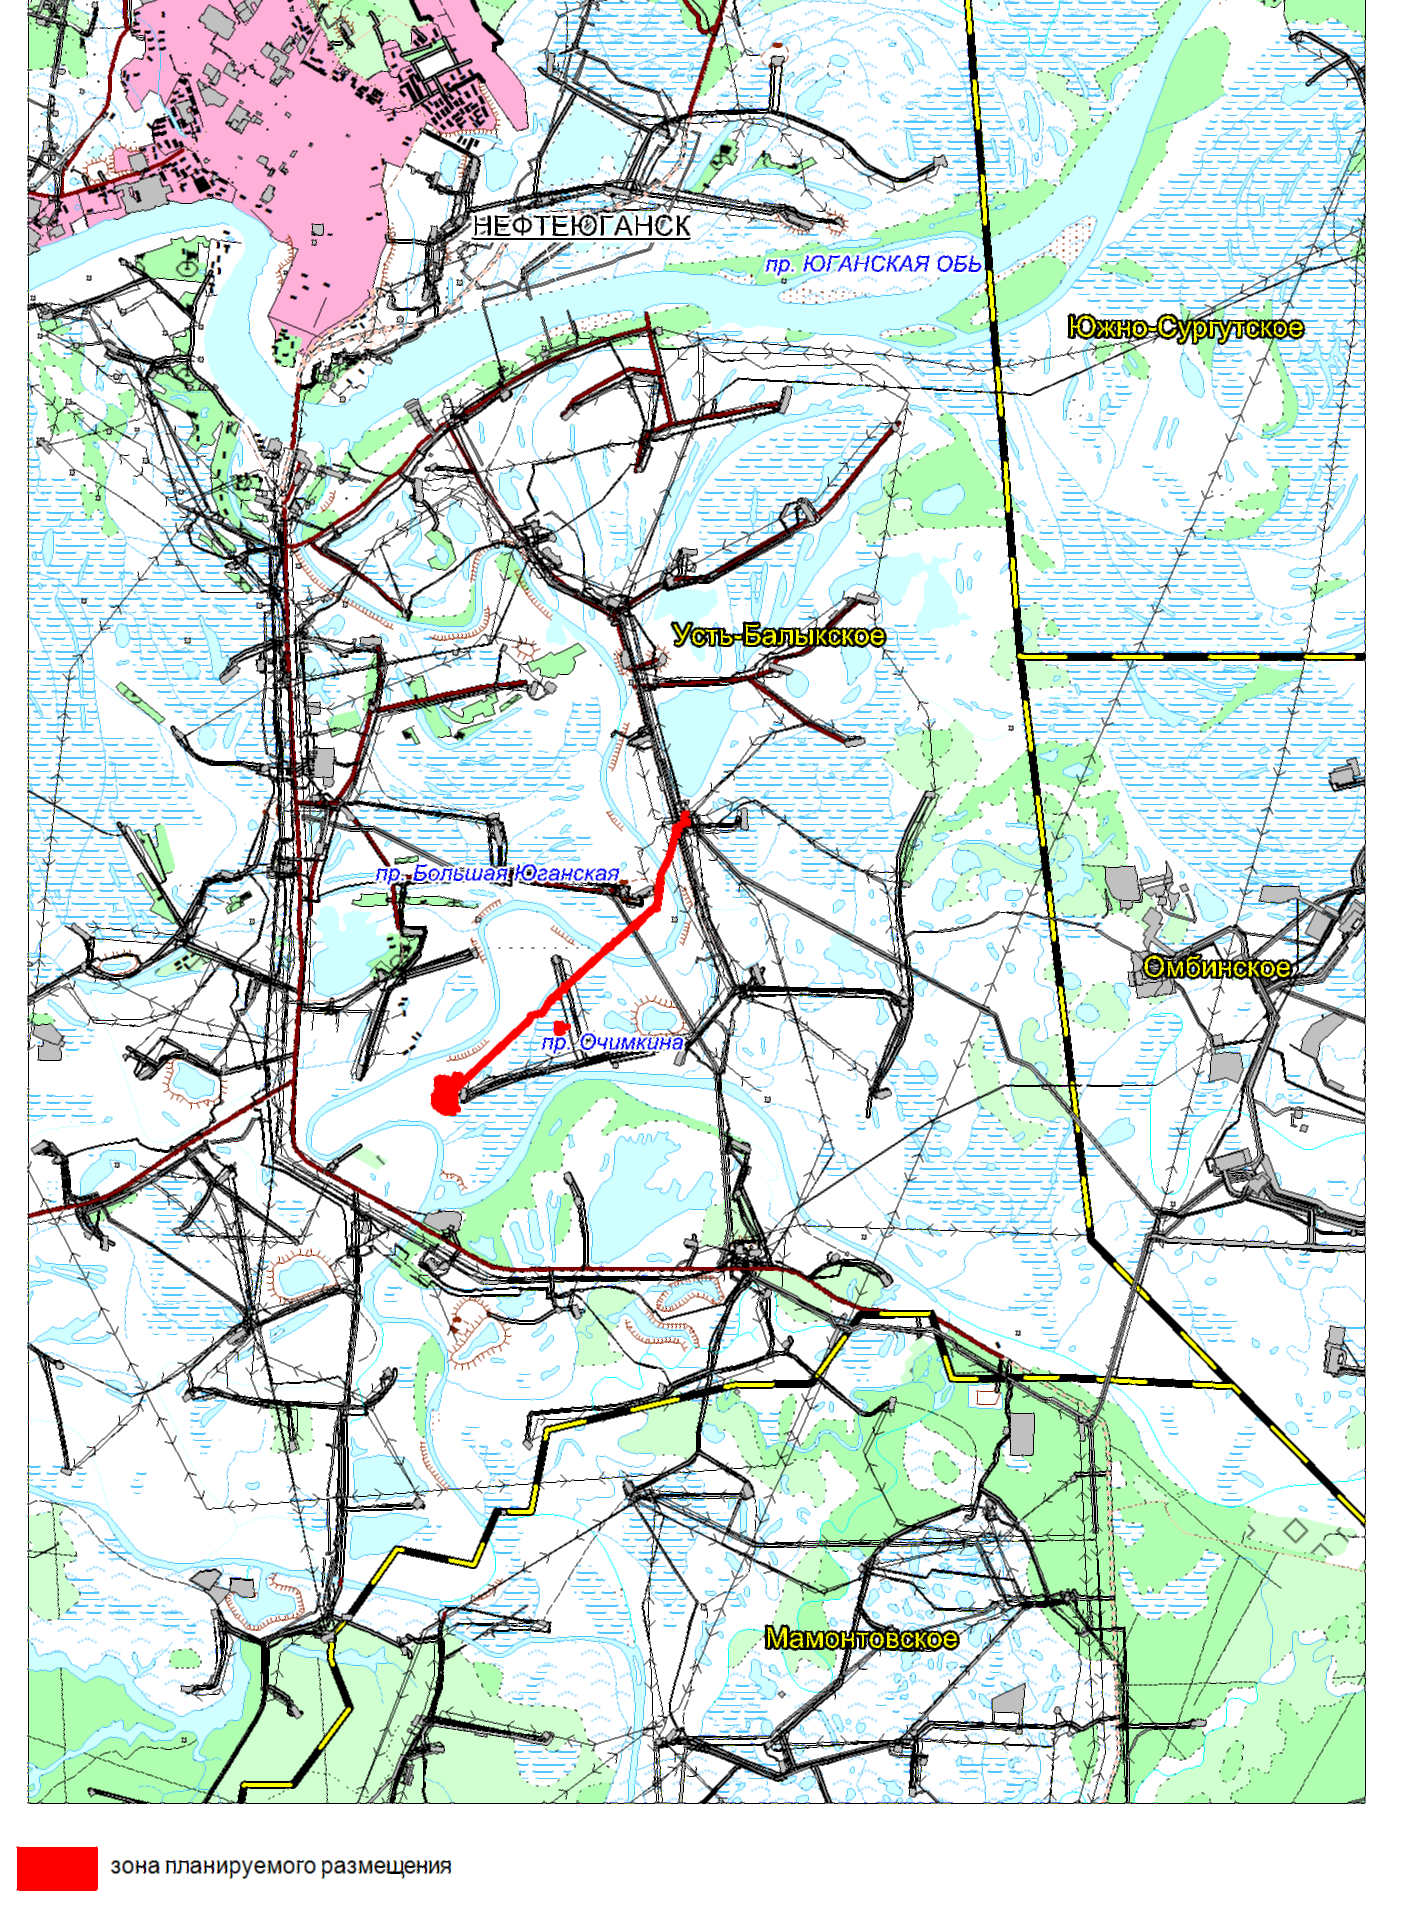 НЕФТЕЮГАНСК
пр. ЮГАНСКАЯ ОБЬ
Южно-Сургутское
Усть-Балыкское
пр. Большая Юганская
Омбинское
пр. Очимкина
Мамонтовское
зона планируемого размещения